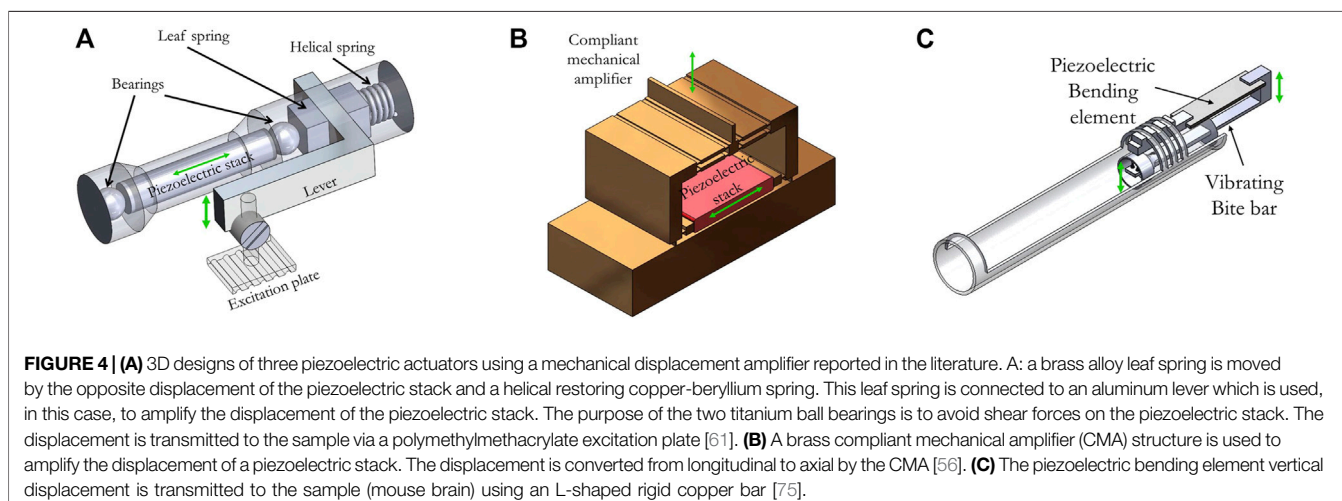 A
Leaf spring
Helical spring
Bearings
Piezoelectric stack
Lever
Excitation plate
B
Compliant
mechanical
amplifier
Piezoelectric
stack
C
Piezoelectric
Bending
element
Vibrating
Bite bar
FIGURE 4 | (A) 3D designs of three piezoelectric actuators using a mechanical displacement amplifier reported in the literature. A: a brass alloy leaf spring is moved
by the opposite displacement of the piezoelectric stack and a helical restoring copper-beryllium spring. This leaf spring is connected to an aluminum lever which is used,
in this case, to amplify the displacement of the piezoelectric stack. The purpose of the two titanium ball bearings is to avoid shear forces on the piezoelectric stack. The
displacement is transmitted to the sample via a polymethylmethacrylate excitation plate [61]. (B) A brass compliant mechanical amplifier (CMA) structure is used to
amplify the displacement of a piezoelectric stack. The displacement is converted from longitudinal to axial by the CMA [56]. (C) The piezoelectric bending element vertical
displacement is transmitted to the sample (mouse brain) using an L-shaped rigid copper bar [75].